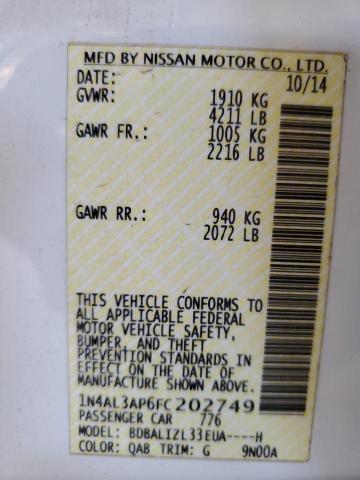 MFD BY NISSAN MOTOR CO., LTD.
DATE: 10/14
GVWR: 1910 KG
4211 LB
GAWR FR.: 1005 KG
2216 LB
GAWR RR.: 940 KG
2072 LB
THIS VEHICLE CONFORMS TO
ALL APPLICABLE FEDERAL
MOTOR VEHICLE SAFETY,
BUMPER, AND THEFT
PREVENTION STANDARDS IN
EFFECT ON THE DATE OF
MANUFACTURE SHOWN ABOVE.
1N4AL3AP6FC202749
PASSENGER CAR 776
MODEL: BDBALIZL33EUA----H
COLOR: QAB TRIM: G 9N00A